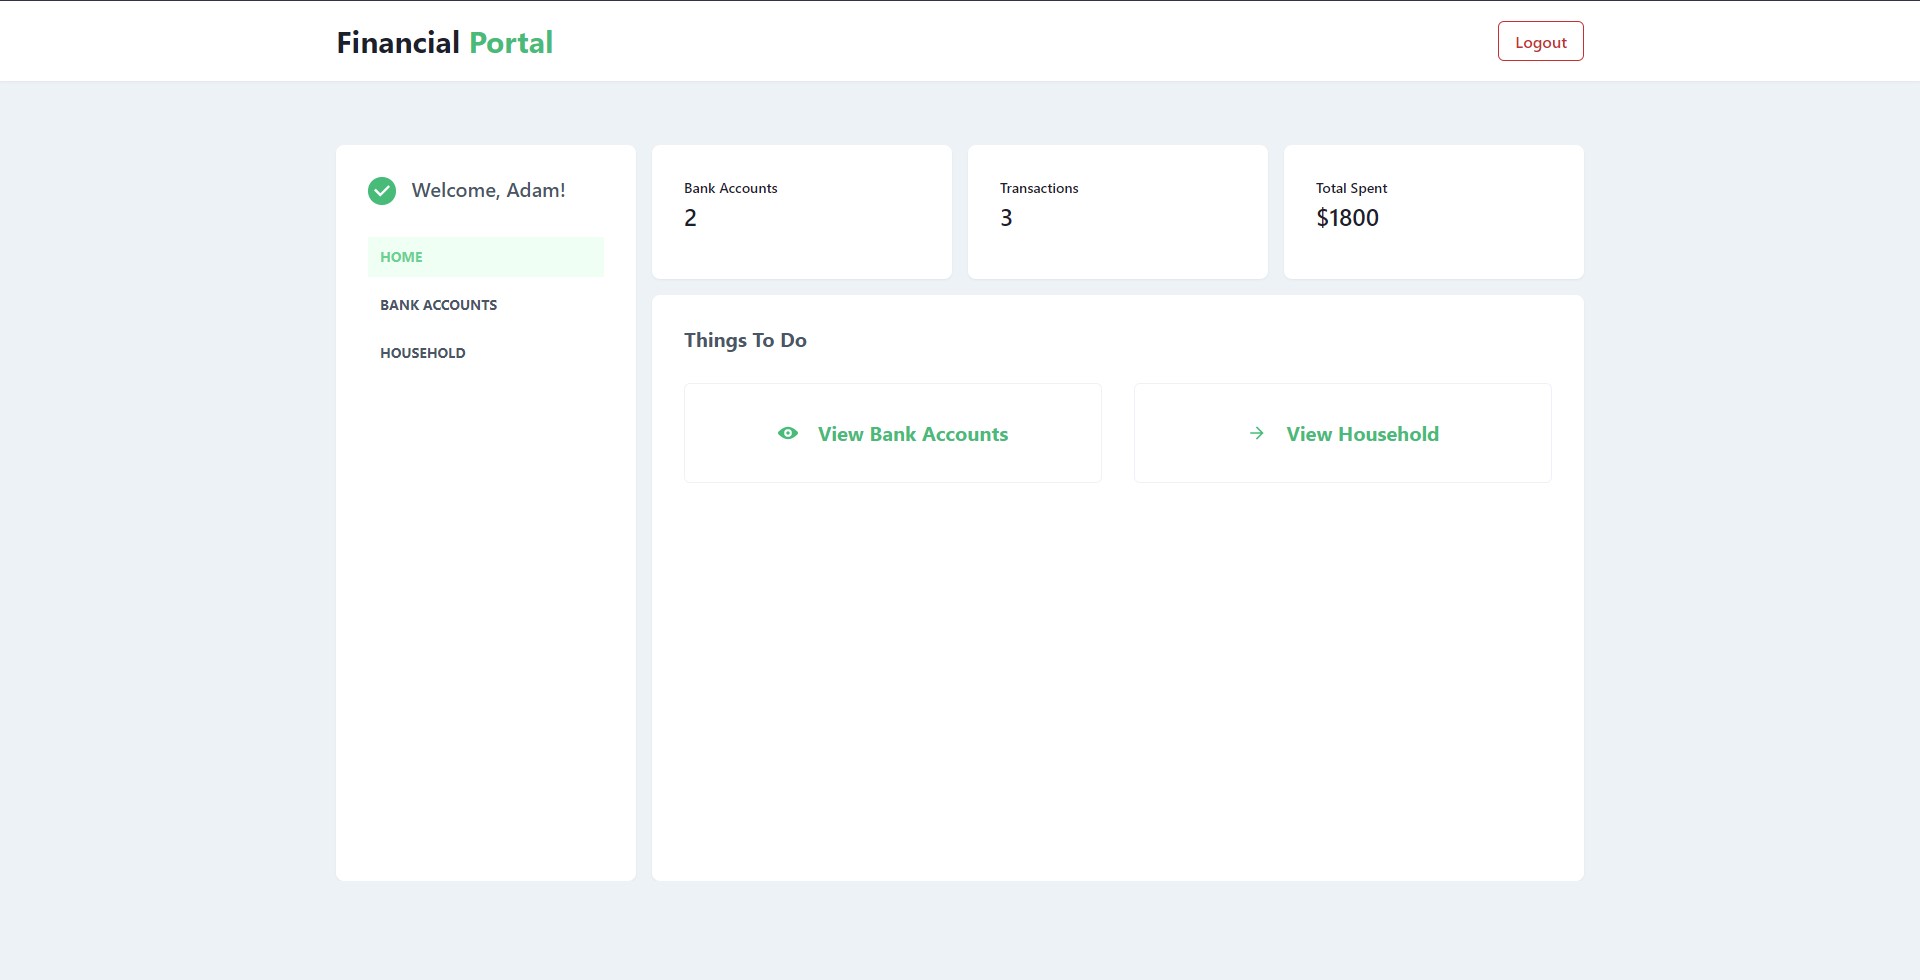 Financial Portal
Logout
Welcome, Adam!
HOME
BANK ACCOUNTS
HOUSEHOLD
Bank Accounts
2
Transactions
3
Total Spent
$1800
Things To Do
View Bank Accounts
View Household